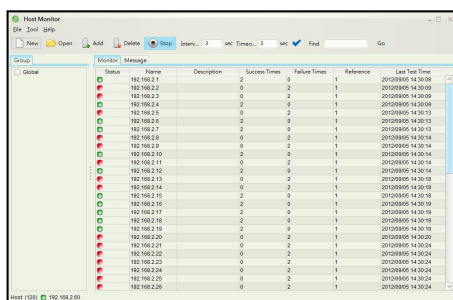 Host Monitor
File Tool Help
New Open Add Delete Stop Interv... 3 sec Timeo... 3 sec Find Go
Group Monitor Message
Global
Status Name Description Success Times Failure Times Reference Last Test Time
192.168.2.1 2 0 2012/09/05 14:30:09
192.168.2.2 0 2 1 2012/09/05 14:30:09
192.168.2.3 0 2 1 2012/09/05 14:30:09
192.168.2.4 2 0 1 2012/09/05 14:30:09
192.168.2.5 0 2 1 2012/09/05 14:30:13
192.168.2.6 2 0 1 2012/09/05 14:30:13
192.168.2.7 2 0 1 2012/09/05 14:30:13
192.168.2.8 0 2 1 2012/09/05 14:30:14
192.168.2.9 0 2 1 2012/09/05 14:30:14
192.168.2.10 2 0 1 2012/09/05 14:30:14
192.168.2.11 0 2 1 2012/09/05 14:30:14
192.168.2.12 2 0 1 2012/09/05 14:30:14
192.168.2.13 0 2 1 2012/09/05 14:30:18
192.168.2.14 0 2 1 2012/09/05 14:30:18
192.168.2.15 2 0 1 2012/09/05 14:30:18
192.168.2.16 2 0 1 2012/09/05 14:30:19
192.168.2.17 2 0 1 2012/09/05 14:30:19
192.168.2.18 2 0 1 2012/09/05 14:30:19
192.168.2.19 2 0 1 2012/09/05 14:30:19
192.168.2.20 0 2 1 2012/09/05 14:30:20
192.168.2.21 0 2 1 2012/09/05 14:30:24
192.168.2.22 0 2 1 2012/09/05 14:30:24
192.168.2.23 0 2 1 2012/09/05 14:30:24
192.168.2.24 0 2 1 2012/09/05 14:30:24
192.168.2.25 0 2 1 2012/09/05 14:30:24
192.168.2.26 0 2 1 2012/09/05 14:30:24
Host (120) 192.168.2.60